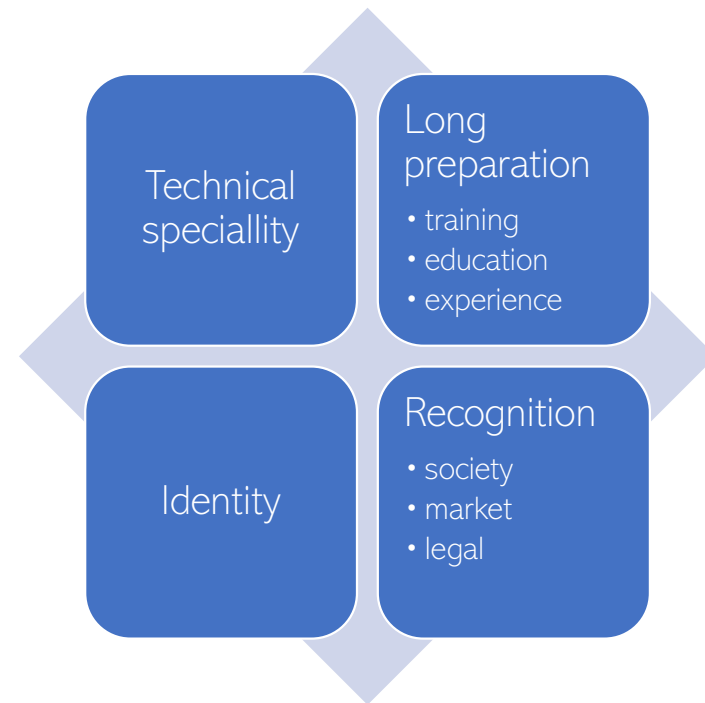 Technical
speciallity
Long
preparation
• training
• education
• experience
Identity
Recognition
• society
• market
• legal